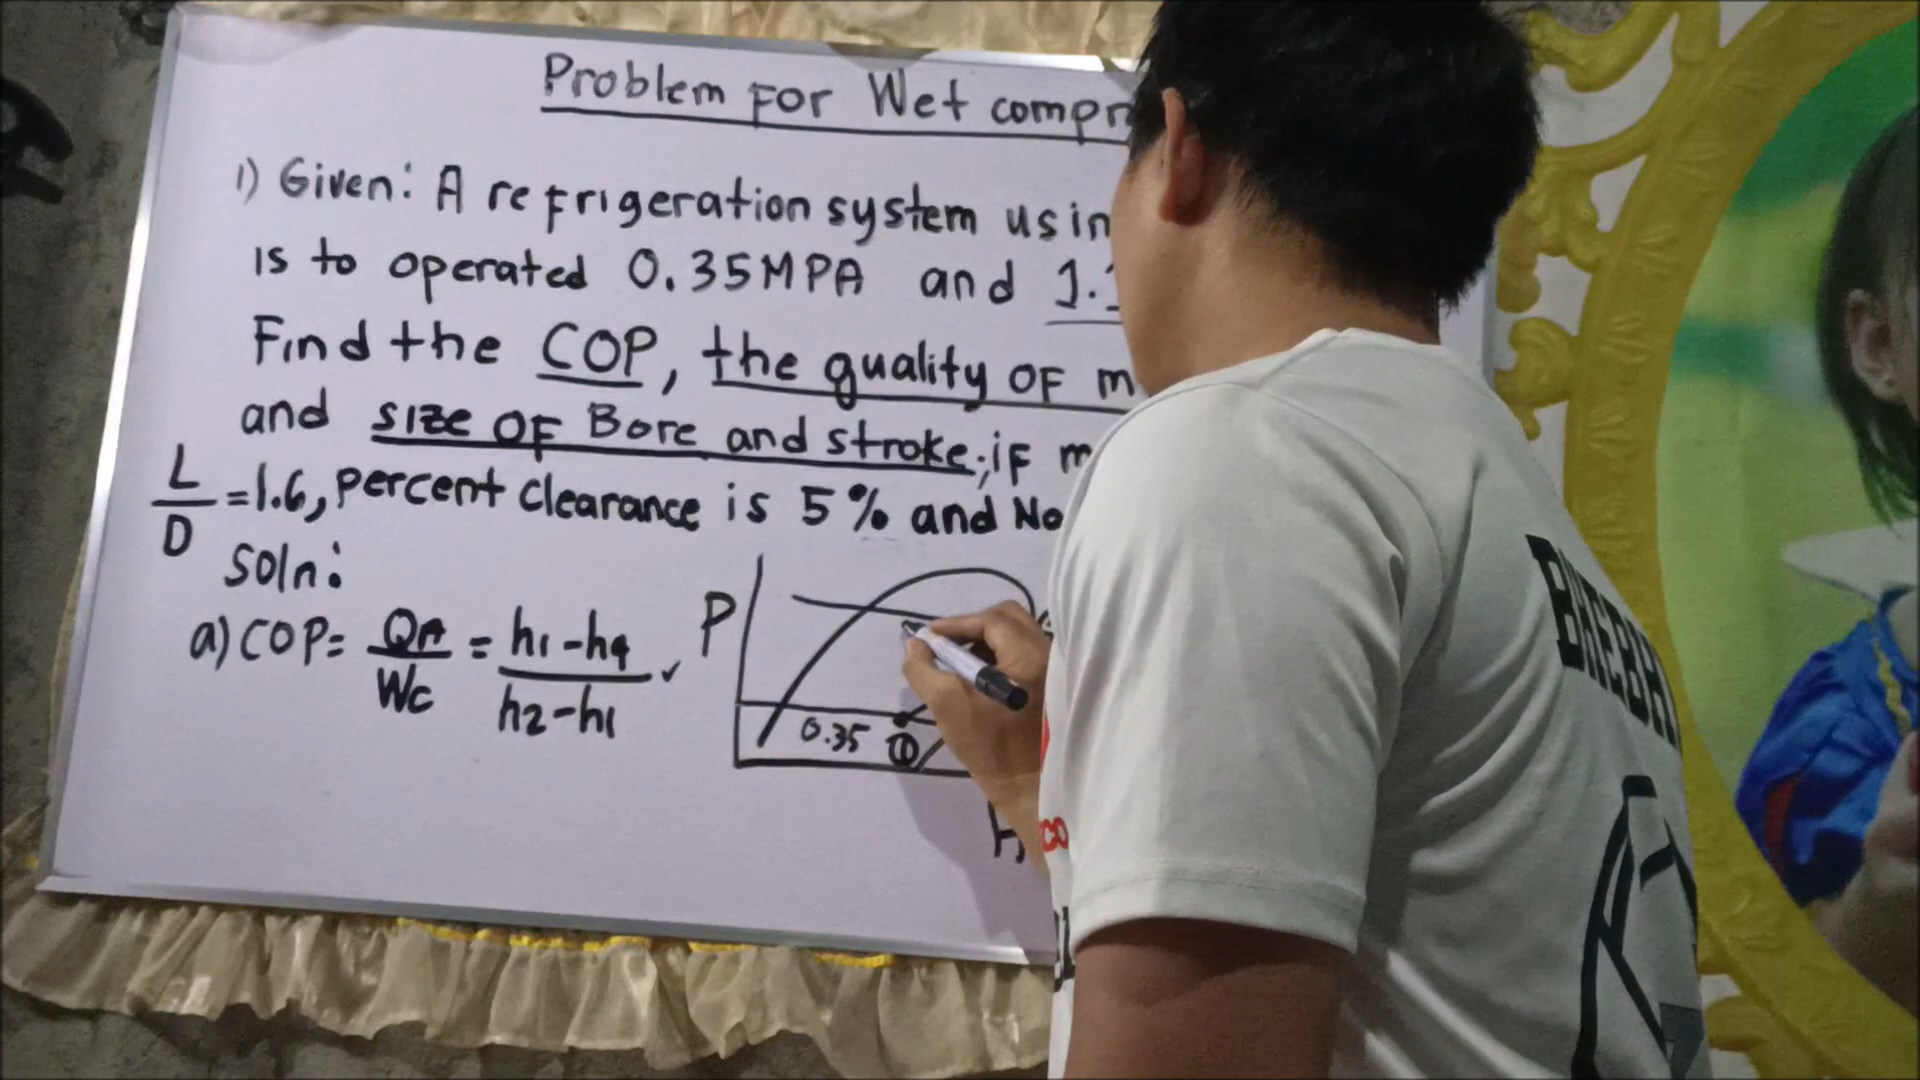 Problem For Wet compr
1) Given: A refrigeration system usin
is to operated 0.35MPA and 1.
Find the COP, the quality OF m
and size OF Bore and stroke; iF m
L/D = 1.6, percent clearance is 5% and No
Soln:
a) COP = QA/Wc = h1-h4/h2-h1 ✓
P
0.35 ①
H